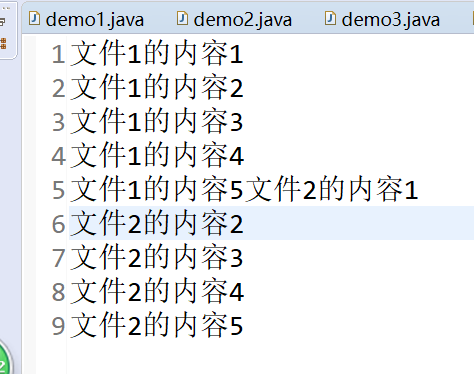 demo1.java demo2.java demo3.java
1 文件1的内容1
2 文件1的内容2
3 文件1的内容3
4 文件1的内容4
5 文件1的内容5文件2的内容1
6 文件2的内容2
7 文件2的内容3
8 文件2的内容4
9 文件2的内容5